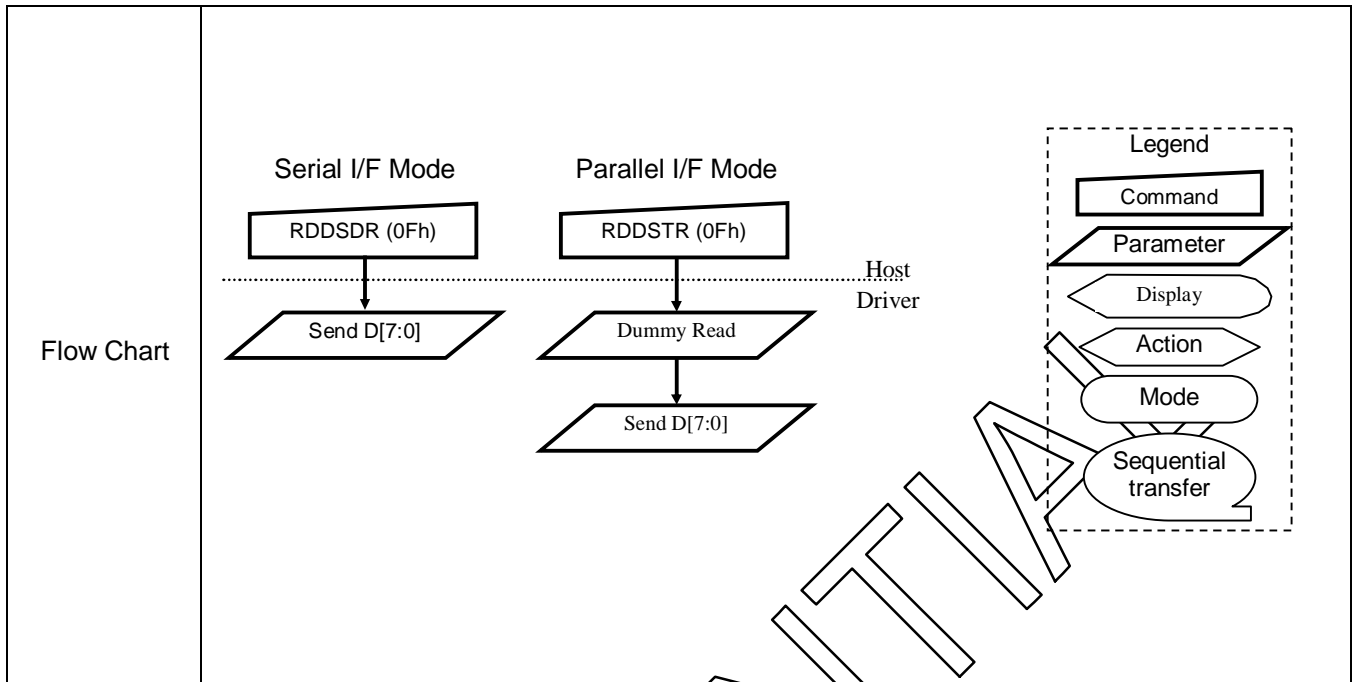 Flow Chart
Serial I/F Mode
RDDSDR (0Fh)
Send D[7:0]
Parallel I/F Mode
RDDSTR (0Fh)
Dummy Read
Send D[7:0]
Host
Driver
Legend
Command
Parameter
Display
Action
Mode
Sequential
transfer